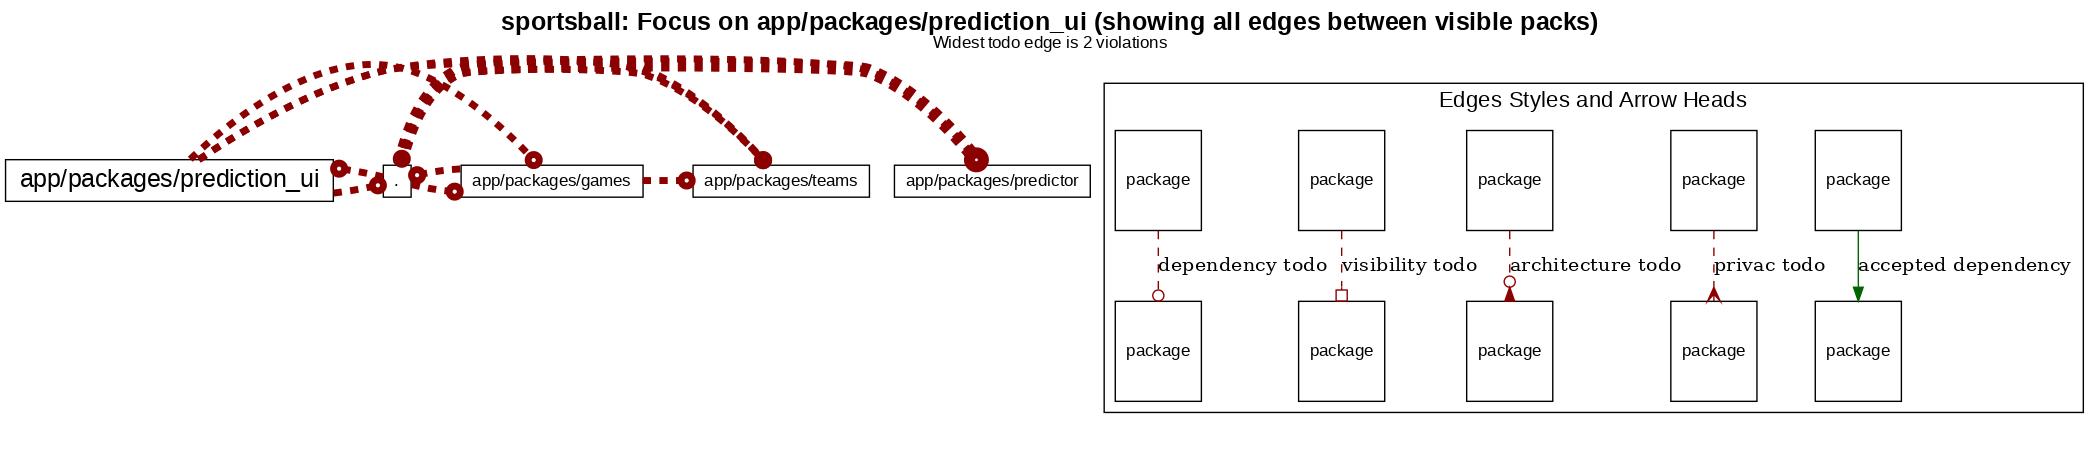 sportsball: Focus on app/packages/prediction_ui (showing all edges between visible packs)
Widest todo edge is 2 violations
app/packages/prediction_ui
.
app/packages/games
app/packages/teams
app/packages/predictor
Edges Styles and Arrow Heads
package
package
package
package
package
dependency todo
visibility todo
architecture todo
privac todo
accepted dependency
package
package
package
package
package